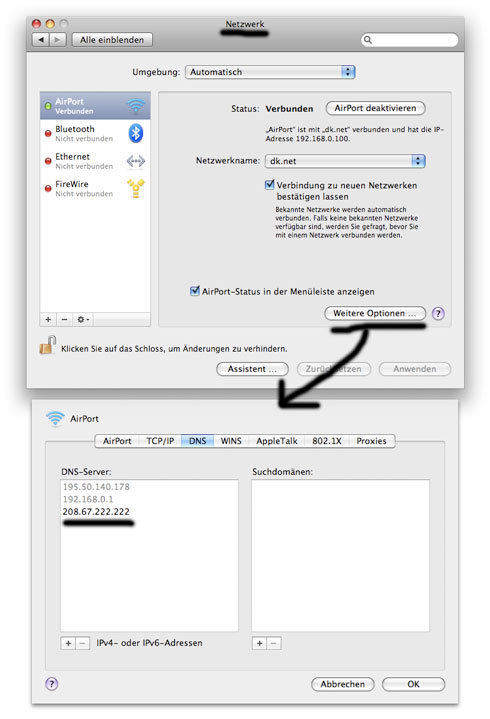 Netzwerk
Alle einblenden
Umgebung: Automatisch
AirPort
Verbunden
Bluetooth
Nicht verbunden
Ethernet
Nicht verbunden
FireWire
Nicht verbunden
Status: Verbunden AirPort deaktivieren
„AirPort“ ist mit „dk.net“ verbunden und hat die IP-
Adresse 192.168.0.100.
Netzwerkname: dk.net
Verbindung zu neuen Netzwerken
bestätigen lassen
Bekannte Netzwerke werden automatisch
verbunden. Falls keine bekannten Netzwerke
verfügbar sind, werden Sie gefragt, bevor Sie
mit einem Netzwerk verbunden werden.
AirPort-Status in der Menüleiste anzeigen
Weitere Optionen ... ?
Klicken Sie auf das Schloss, um Änderungen zu verhindern.
Assistent ... Zurücksetzen Anwenden
AirPort
AirPort TCP/IP DNS WINS AppleTalk 802.1X Proxies
DNS-Server: Suchdomänen:
195.50.140.178
192.168.0.1
208.67.222.222
+ − IPv4- oder IPv6-Adressen + −
? Abbrechen OK